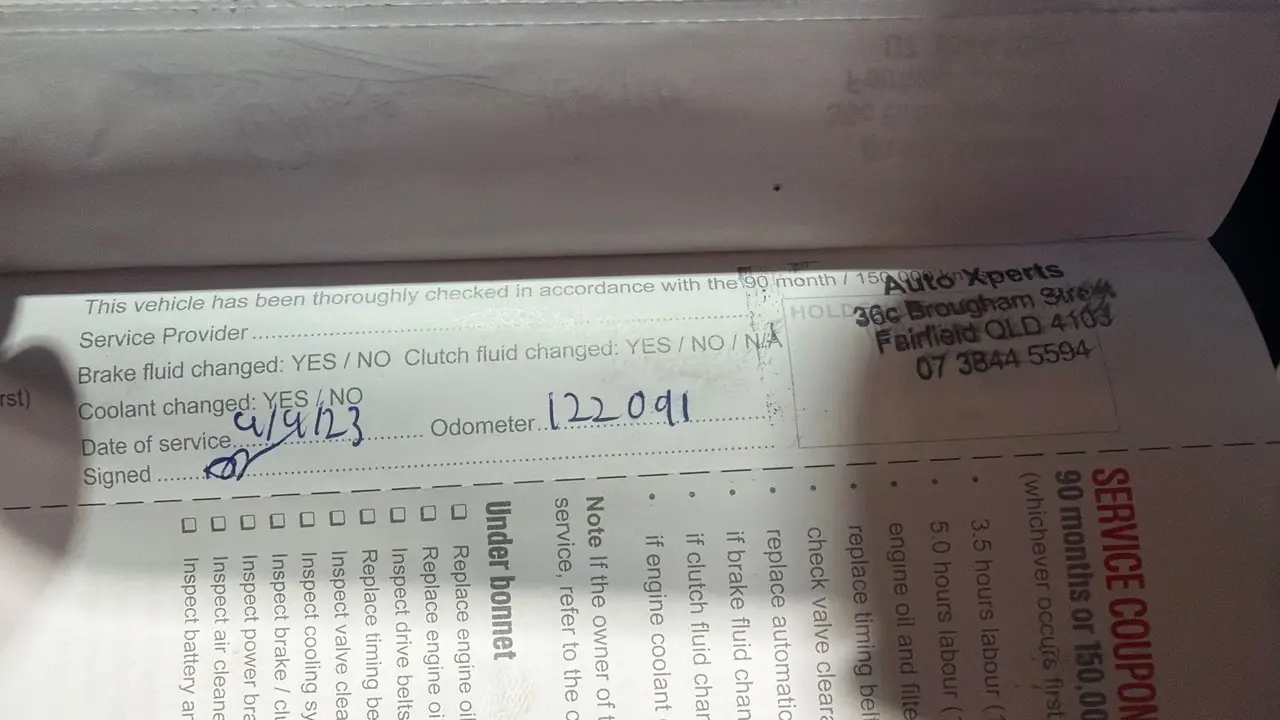 This vehicle has been thoroughly checked in accordance with the 90 month / 150,000 km
Service Provider
Brake fluid changed: YES / NO Clutch fluid changed: YES / NO / N/A
Coolant changed: YES / NO
Date of service 4/4/23 Odometer 122091
Signed
HOLD
Auto Xperts
36c Brougham Street
Fairfield QLD 4103
07 3844 5594
rst)
SERVICE COUPON
90 months or 150,00
(whichever occurs first
• 3.5 hours labour (
• 5.0 hours labour (
• engine oil and filte
• replace timing belt
• check valve cleara
• replace automatic
• if brake fluid chan
• if clutch fluid char
• if engine coolant
Note If the owner of t
service, refer to the c
Under bonnet
❑ Replace engine oil
❑ Replace engine oi
❑ Inspect drive belts
❑ Replace timing be
❑ Inspect valve clea
❑ Inspect cooling sy
❑ Inspect brake / clu
❑ Inspect power bra
❑ Inspect air cleane
❑ Inspect battery an